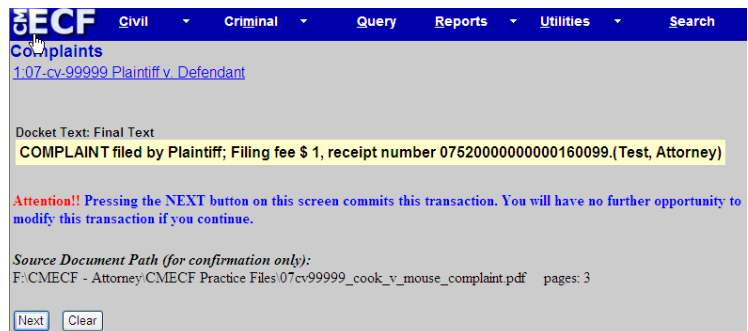 CM ECF Civil Criminal Query Reports Utilities Search
Complaints
1:07-cv-99999 Plaintiff v. Defendant
Docket Text: Final Text
COMPLAINT filed by Plaintiff; Filing fee $ 1, receipt number 07520000000000160099.(Test, Attorney)
Attention!! Pressing the NEXT button on this screen commits this transaction. You will have no further opportunity to
modify this transaction if you continue.
Source Document Path (for confirmation only):
F:\CMECF - Attorney\CMECF Practice Files\07cv99999_cook_v_mouse_complaint.pdf pages: 3
Next Clear